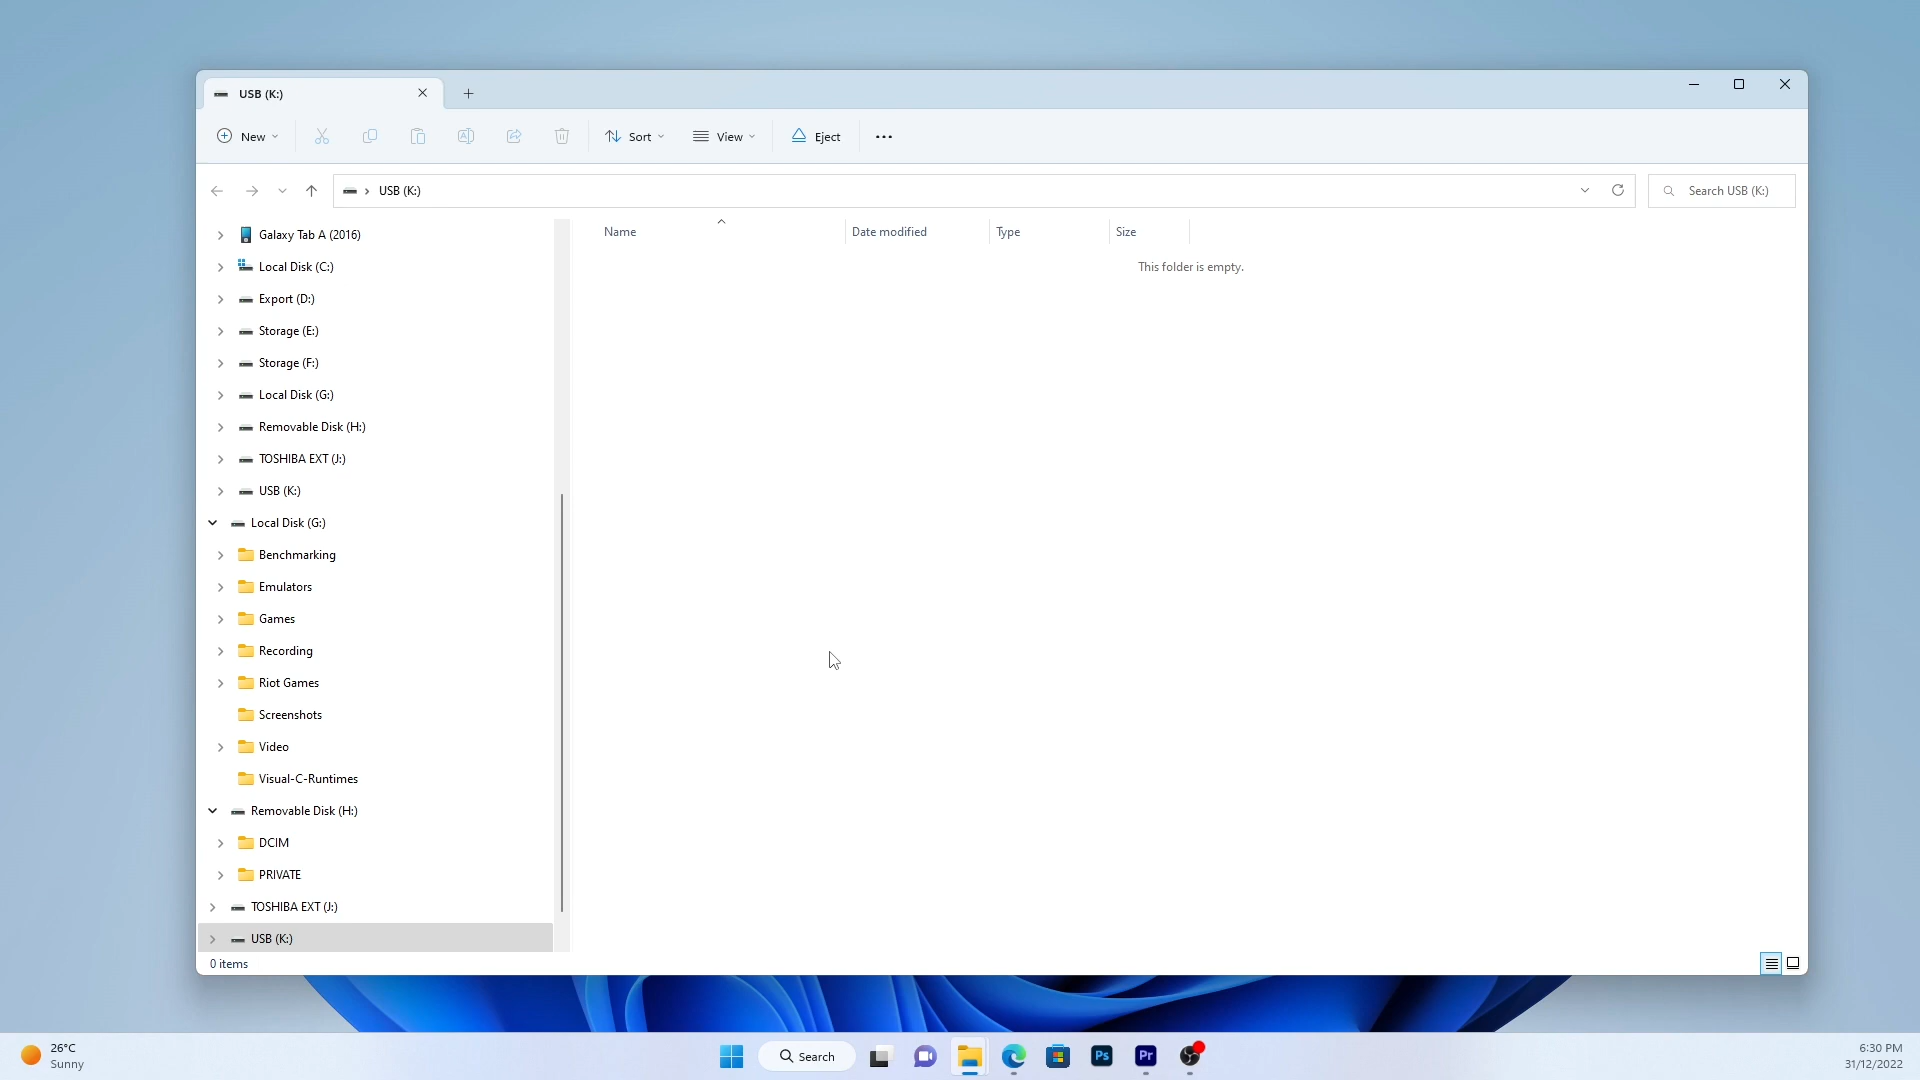 USB (K:)
New
Sort
View
Eject
USB (K:)
Search USB (K:)
Galaxy Tab A (2016)
Local Disk (C:)
Export (D:)
Storage (E:)
Storage (F:)
Local Disk (G:)
Removable Disk (H:)
TOSHIBA EXT (J:)
USB (K:)
Local Disk (G:)
Benchmarking
Emulators
Games
Recording
Riot Games
Screenshots
Video
Visual-C-Runtimes
Removable Disk (H:)
DCIM
PRIVATE
TOSHIBA EXT (J:)
USB (K:)
Name Date modified Type Size
This folder is empty.
0 items
26°C
Sunny
Search
Ps
Pr
6:30 PM
31/12/2022